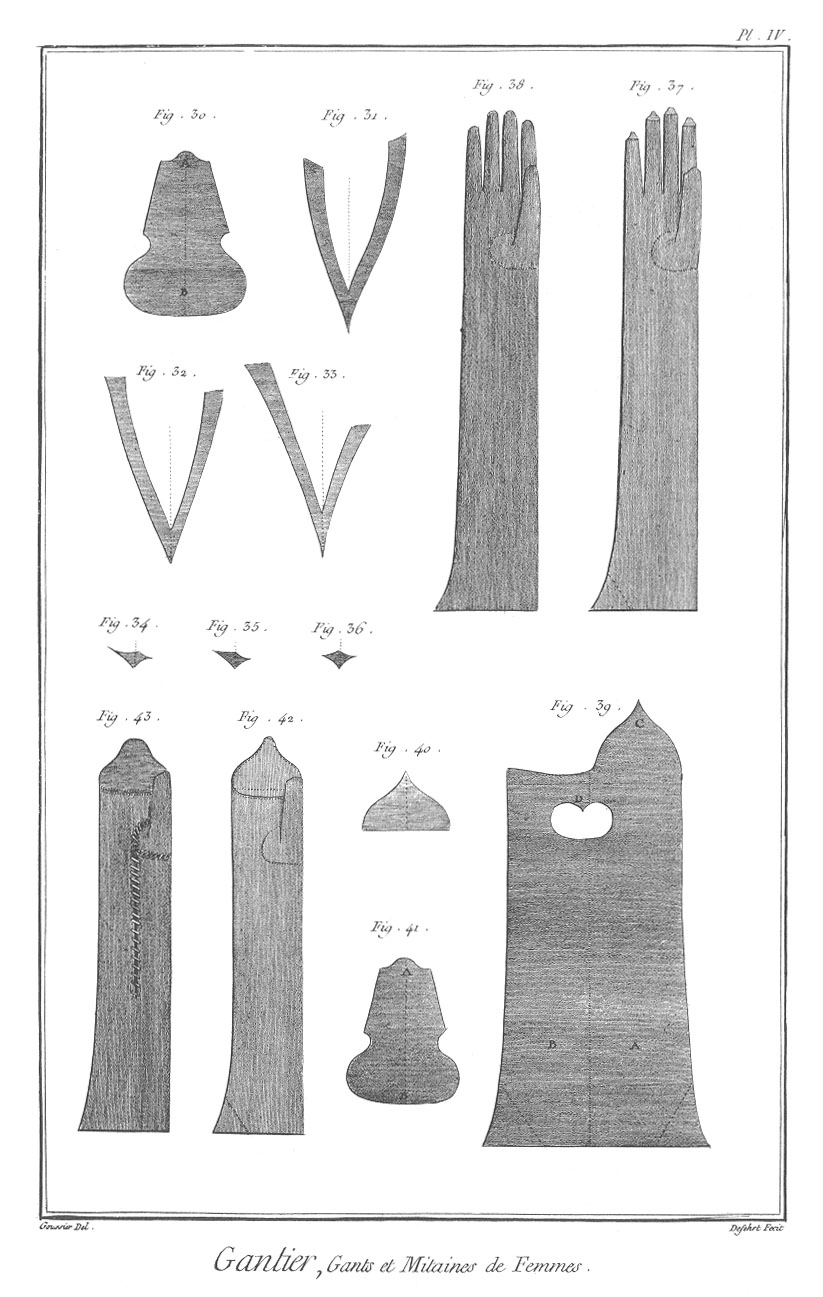 Pl . IV .
Fig . 38 .
Fig . 37 .
Fig . 30 .
Fig . 31 .
A
B
Fig . 32 .
Fig . 33 .
Fig . 34 .
Fig . 35 .
Fig . 36 .
Fig . 39 .
C
Fig . 43 .
Fig . 42 .
Fig . 40 .
D
Fig . 41 .
A
B
B
A
Goussier Del .
Defehrt Fecit
Gantier, Gants et Mitaines de Femmes .